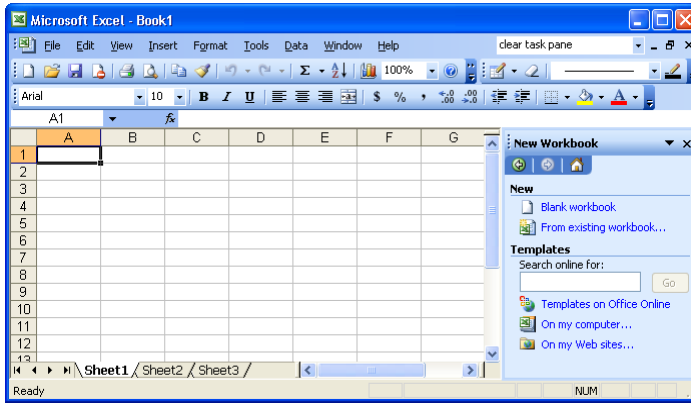 Microsoft Excel - Book1
File Edit View Insert Format Tools Data Window Help clear task pane
Σ 100%
Arial 10 B I U $ % , .00 A
A1 fx
A B C D E F G
1
2
3
4
5
6
7
8
9
10
11
12
13
New Workbook
New
Blank workbook
From existing workbook...
Templates
Search online for:
Go
Templates on Office Online
On my computer...
On my Web sites...
Sheet1 / Sheet2 / Sheet3 /
Ready NUM